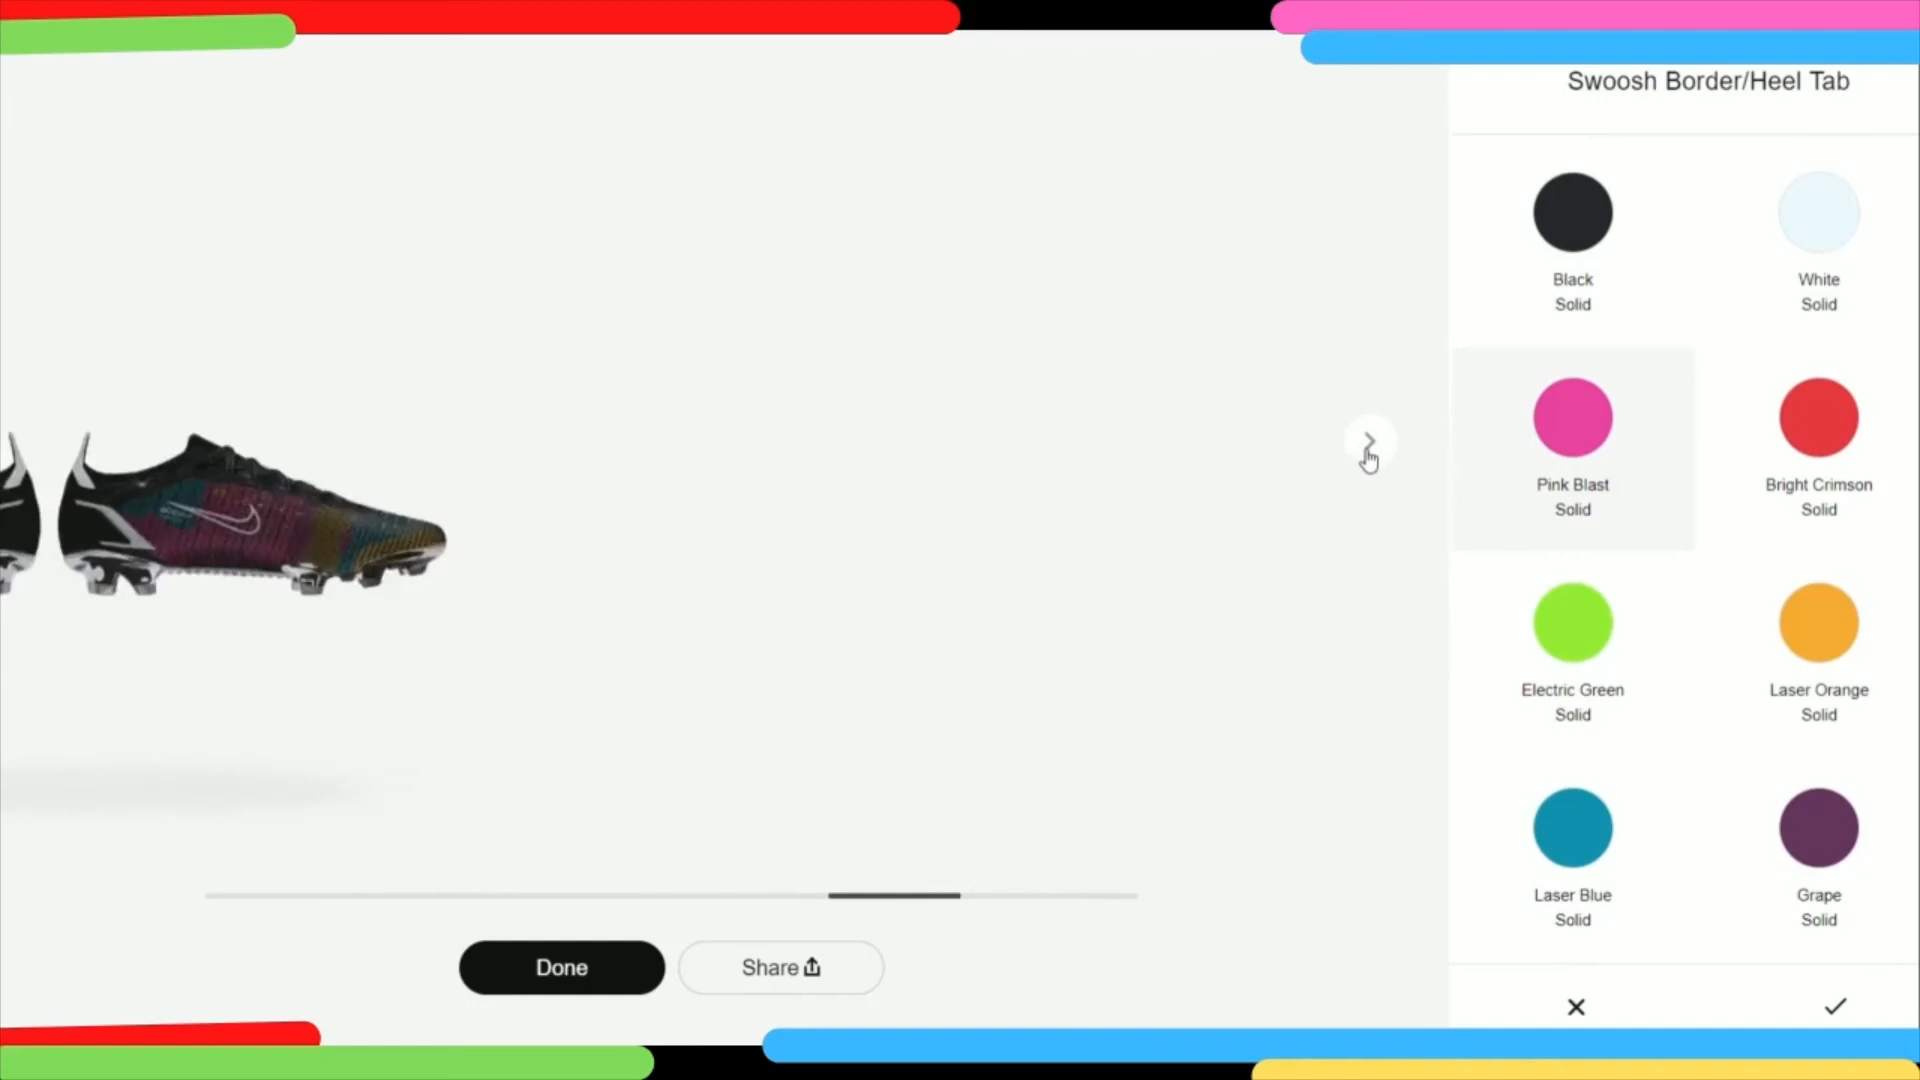 Swoosh Border/Heel Tab
Black
Solid
White
Solid
Pink Blast
Solid
Bright Crimson
Solid
Electric Green
Solid
Laser Orange
Solid
Laser Blue
Solid
Grape
Solid
Done
Share